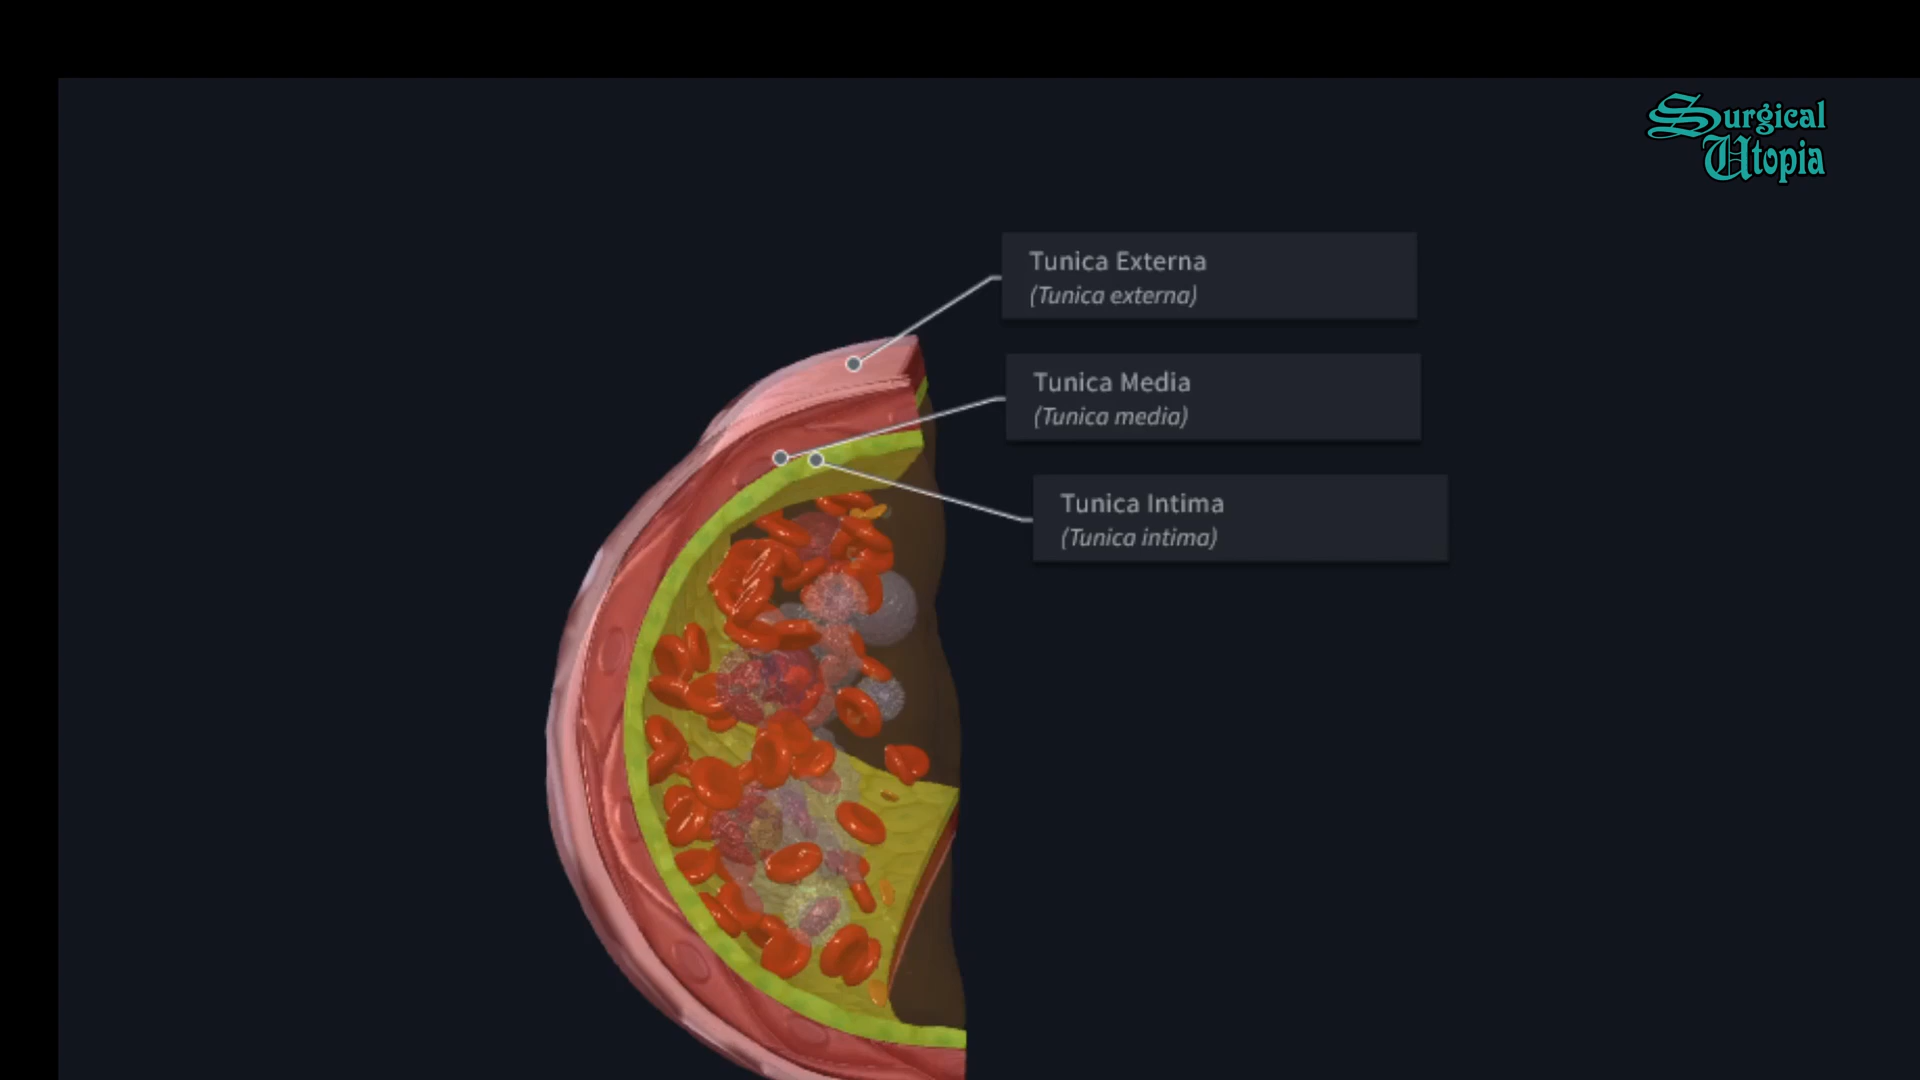 Surgical
Utopia
Tunica Externa
(Tunica externa)
Tunica Media
(Tunica media)
Tunica Intima
(Tunica intima)